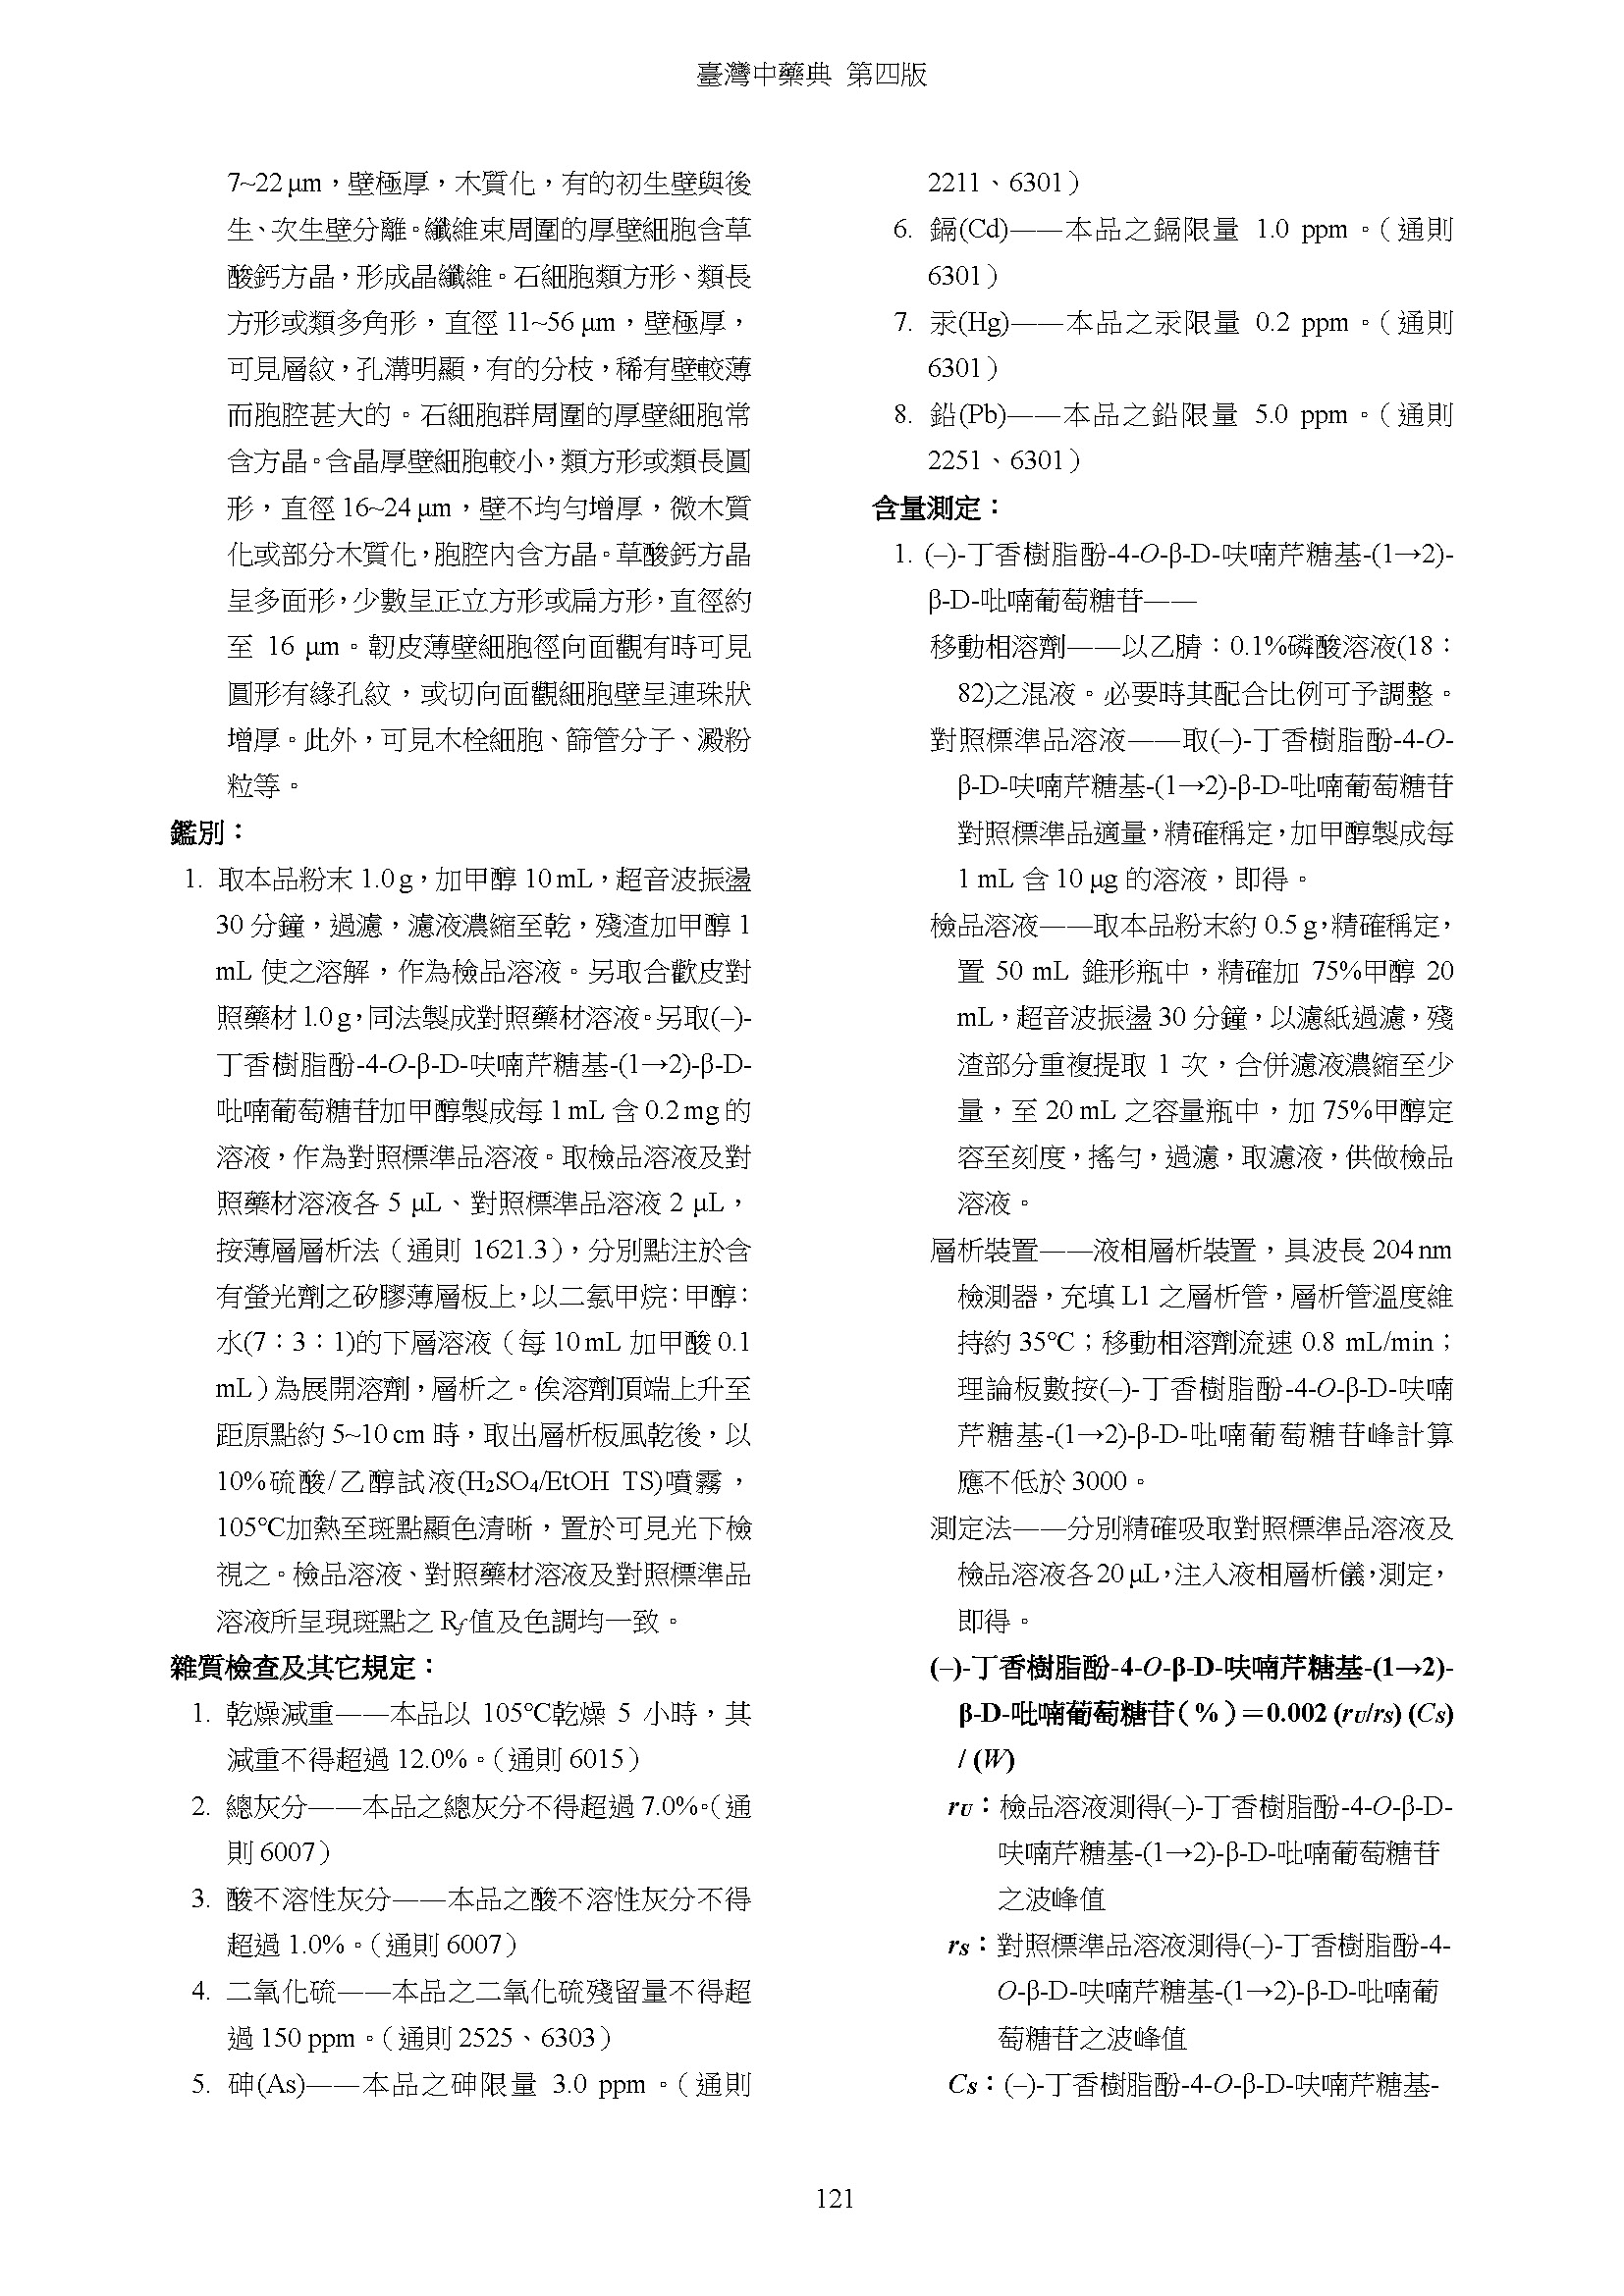 臺灣中藥典 第四版
7~22 μm，壁極厚，木質化，有的初生壁與後
生、次生壁分離。纖維束周圍的厚壁細胞含草
酸鈣方晶，形成晶纖維。石細胞類方形、類長
方形或類多角形，直徑 11~56 μm，壁極厚，
可見層紋，孔溝明顯，有的分枝，稀有壁較薄
而胞腔甚大的。石細胞群周圍的厚壁細胞常
含方晶。含晶厚壁細胞較小，類方形或類長圓
形，直徑 16~24 μm，壁不均勻增厚，微木質
化或部分木質化，胞腔內含方晶。草酸鈣方晶
呈多面形，少數呈正立方形或扁方形，直徑約
至 16 μm。韌皮薄壁細胞徑向面觀有時可見
圓形有緣孔紋，或切向面觀細胞壁呈連珠狀
增厚。此外，可見木栓細胞、篩管分子、澱粉
粒等。
鑑別：
1. 取本品粉末 1.0 g，加甲醇 10 mL，超音波振盪
30 分鐘，過濾，濾液濃縮至乾，殘渣加甲醇 1
mL 使之溶解，作為檢品溶液。另取合歡皮對
照藥材 1.0 g，同法製成對照藥材溶液。另取(–)-
丁香樹脂酚-4-O-β-D-呋喃芹糖基-(1→2)-β-D-
吡喃葡萄糖苷加甲醇製成每 1 mL 含 0.2 mg 的
溶液，作為對照標準品溶液。取檢品溶液及對
照藥材溶液各 5 μL、對照標準品溶液 2 μL，
按薄層層析法（通則 1621.3），分別點注於含
有螢光劑之矽膠薄層板上，以二氯甲烷：甲醇：
水(7：3：1)的下層溶液（每 10 mL 加甲酸 0.1
mL）為展開溶劑，層析之。俟溶劑頂端上升至
距原點約 5~10 cm 時，取出層析板風乾後，以
10%硫酸/乙醇試液(H₂SO₄/EtOH TS)噴霧，
105℃加熱至斑點顯色清晰，置於可見光下檢
視之。檢品溶液、對照藥材溶液及對照標準品
溶液所呈現斑點之 Rf 值及色調均一致。
雜質檢查及其它規定：
1. 乾燥減重——本品以 105℃乾燥 5 小時，其
減重不得超過 12.0%。（通則 6015）
2. 總灰分——本品之總灰分不得超過 7.0%。（通
則 6007）
3. 酸不溶性灰分——本品之酸不溶性灰分不得
超過 1.0%。（通則 6007）
4. 二氧化硫——本品之二氧化硫殘留量不得超
過 150 ppm。（通則 2525、6303）
5. 砷(As)——本品之砷限量 3.0 ppm。（通則
2211、6301）
6. 鎘(Cd)——本品之鎘限量 1.0 ppm。（通則
6301）
7. 汞(Hg)——本品之汞限量 0.2 ppm。（通則
6301）
8. 鉛(Pb)——本品之鉛限量 5.0 ppm。（通則
2251、6301）
含量測定：
1. (–)-丁香樹脂酚-4-O-β-D-呋喃芹糖基-(1→2)-
β-D-吡喃葡萄糖苷——
移動相溶劑——以乙腈：0.1%磷酸溶液(18：
82)之混液。必要時其配合比例可予調整。
對照標準品溶液——取(–)-丁香樹脂酚-4-O-
β-D-呋喃芹糖基-(1→2)-β-D-吡喃葡萄糖苷
對照標準品適量，精確稱定，加甲醇製成每
1 mL 含 10 μg 的溶液，即得。
檢品溶液——取本品粉末約 0.5 g，精確稱定，
置 50 mL 錐形瓶中，精確加 75%甲醇 20
mL，超音波振盪 30 分鐘，以濾紙過濾，殘
渣部分重複提取 1 次，合併濾液濃縮至少
量，至 20 mL 之容量瓶中，加 75%甲醇定
容至刻度，搖勻，過濾，取濾液，供做檢品
溶液。
層析裝置——液相層析裝置，具波長 204 nm
檢測器，充填 L1 之層析管，層析管溫度維
持約 35℃；移動相溶劑流速 0.8 mL/min；
理論板數按(–)-丁香樹脂酚-4-O-β-D-呋喃
芹糖基-(1→2)-β-D-吡喃葡萄糖苷峰計算
應不低於 3000。
測定法——分別精確吸取對照標準品溶液及
檢品溶液各 20 μL，注入液相層析儀，測定，
即得。
(–)-丁香樹脂酚-4-O-β-D-呋喃芹糖基-(1→2)-
β-D-吡喃葡萄糖苷（%）＝0.002 (rU/rS) (CS)
/ (W)
rU：檢品溶液測得(–)-丁香樹脂酚-4-O-β-D-
呋喃芹糖基-(1→2)-β-D-吡喃葡萄糖苷
之波峰值
rS：對照標準品溶液測得(–)-丁香樹脂酚-4-
O-β-D-呋喃芹糖基-(1→2)-β-D-吡喃葡
萄糖苷之波峰值
CS：(–)-丁香樹脂酚-4-O-β-D-呋喃芹糖基-
121